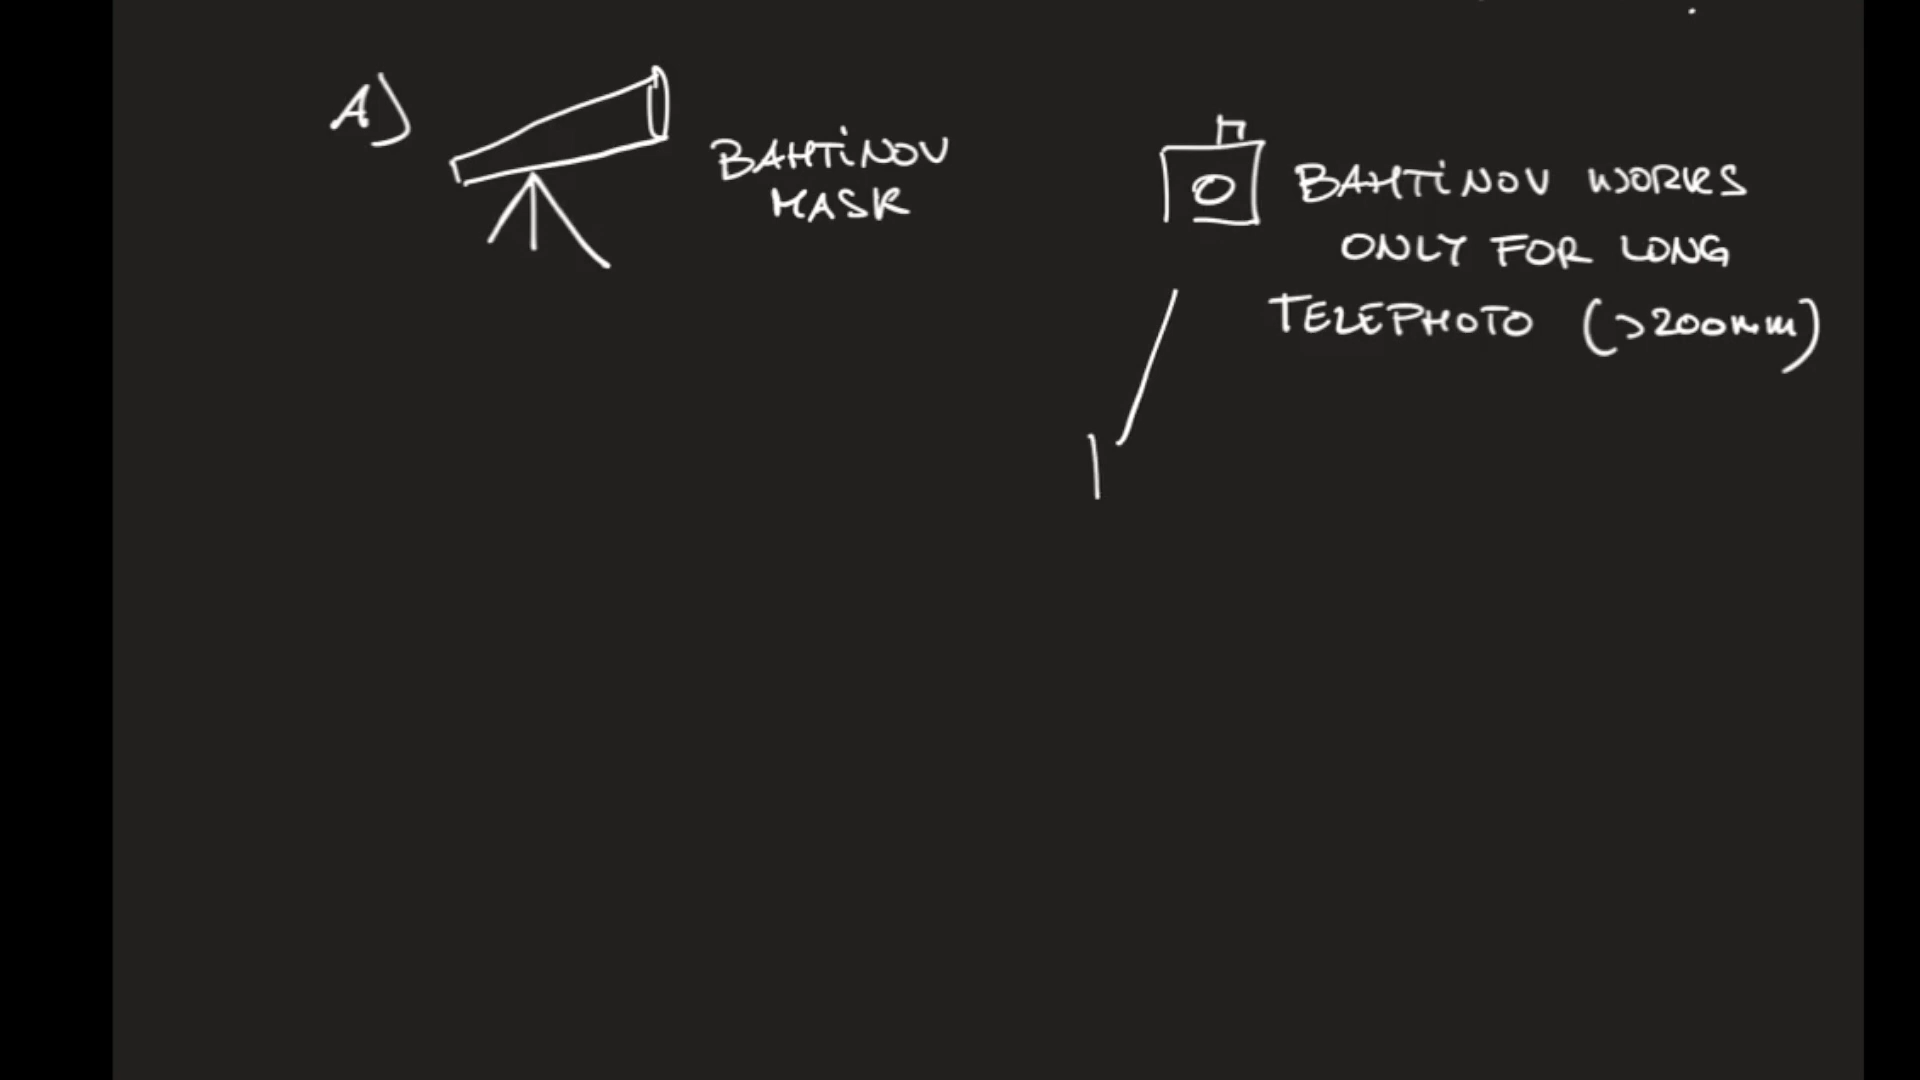 A)
BAHTiNOV
MASK
BAHTiNOV WORKS
ONLY FOR LONG
TELEPHOTO (>200mm)